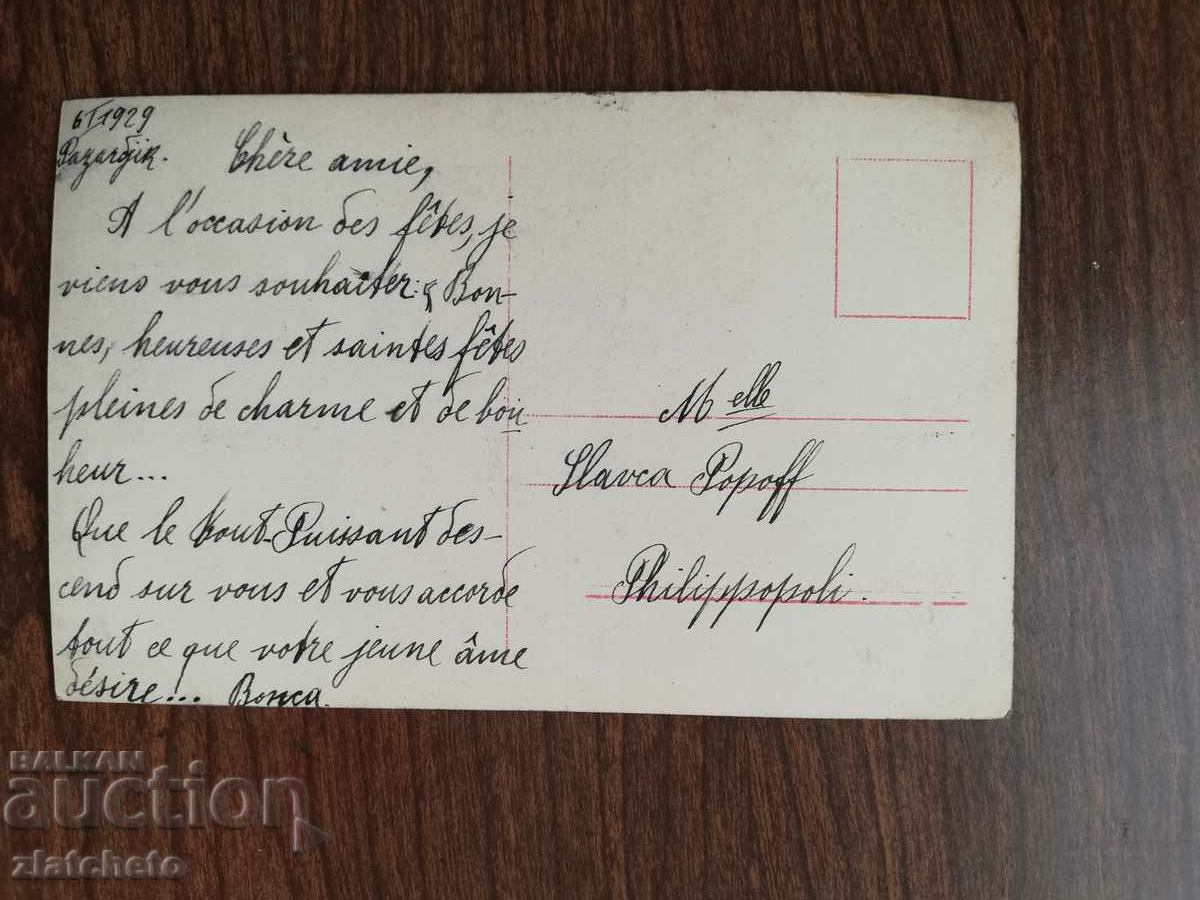 6/I 1929
Pazardjik.
Chère amie,
A l'occasion des fêtes, je
viens vous souhaiter: Bon-
nes, heureuses et saintes fêtes
pleines de charme et de bon
heur...
Que le Tout-Puissant des-
cend sur vous et vous accorde
tout ce que votre jeune âme
désire... Bonca.
Melle
Slavca Popoff
Philippopoli.
BALKAN
auction
zlatcheto